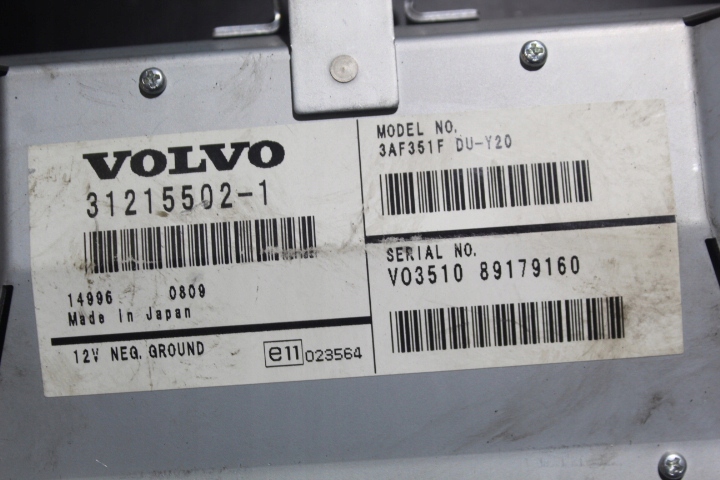 VOLVO
31215502-1
14996 0809
Made in Japan
12V NEG. GROUND
e11 023564
MODEL NO.
3AF351F DU-Y20
SERIAL NO.
VO3510 89179160